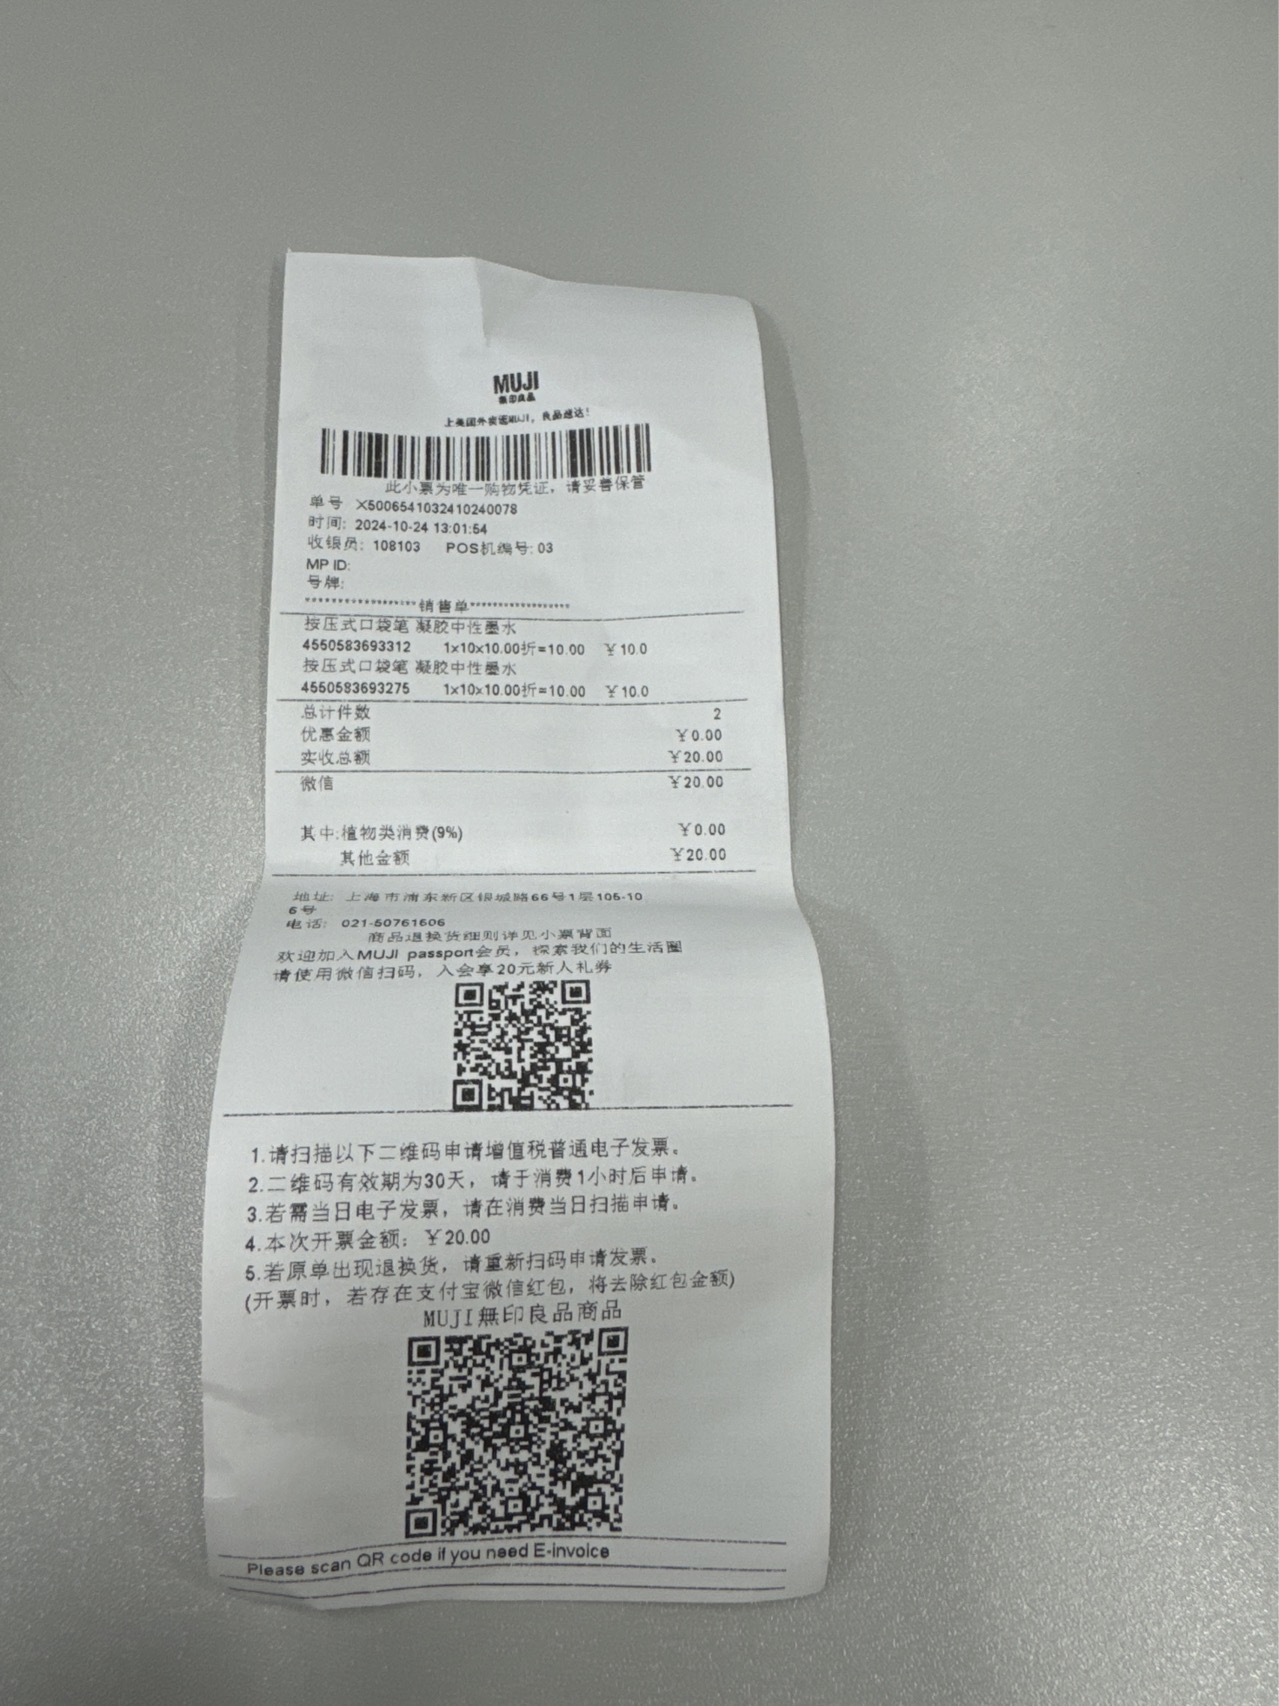 MUJI
無印良品
上美团外卖逛MUJI，良品速达！
此小票为唯一购物凭证，请妥善保管
单号 X5006541032410240078
时间: 2024-10-24 13:01:54
收银员: 108103 POS机编号: 03
MP ID:
号牌:
********************销售单******************
按压式口袋笔 凝胶中性墨水
4550583693312 1x10x10.00折=10.00 ￥10.0
按压式口袋笔 凝胶中性墨水
4550583693275 1x10x10.00折=10.00 ￥10.0
总计件数 2
优惠金额 ￥0.00
实收总额 ￥20.00
微信 ￥20.00
其中:植物类消费(9%) ￥0.00
其他金额 ￥20.00
地址: 上海市浦东新区银城路66号1层105-10
6号
电话: 021-50761606
商品退换货细则详见小票背面
欢迎加入MUJI passport会员，探索我们的生活圈
请使用微信扫码，入会享20元新人礼券
1.请扫描以下二维码申请增值税普通电子发票。
2.二维码有效期为30天，请于消费1小时后申请。
3.若需当日电子发票，请在消费当日扫描申请。
4.本次开票金额: ￥20.00
5.若原单出现退换货，请重新扫码申请发票。
(开票时，若存在支付宝微信红包，将去除红包金额)
MUJI無印良品商品
Please scan QR code if you need E-invoice